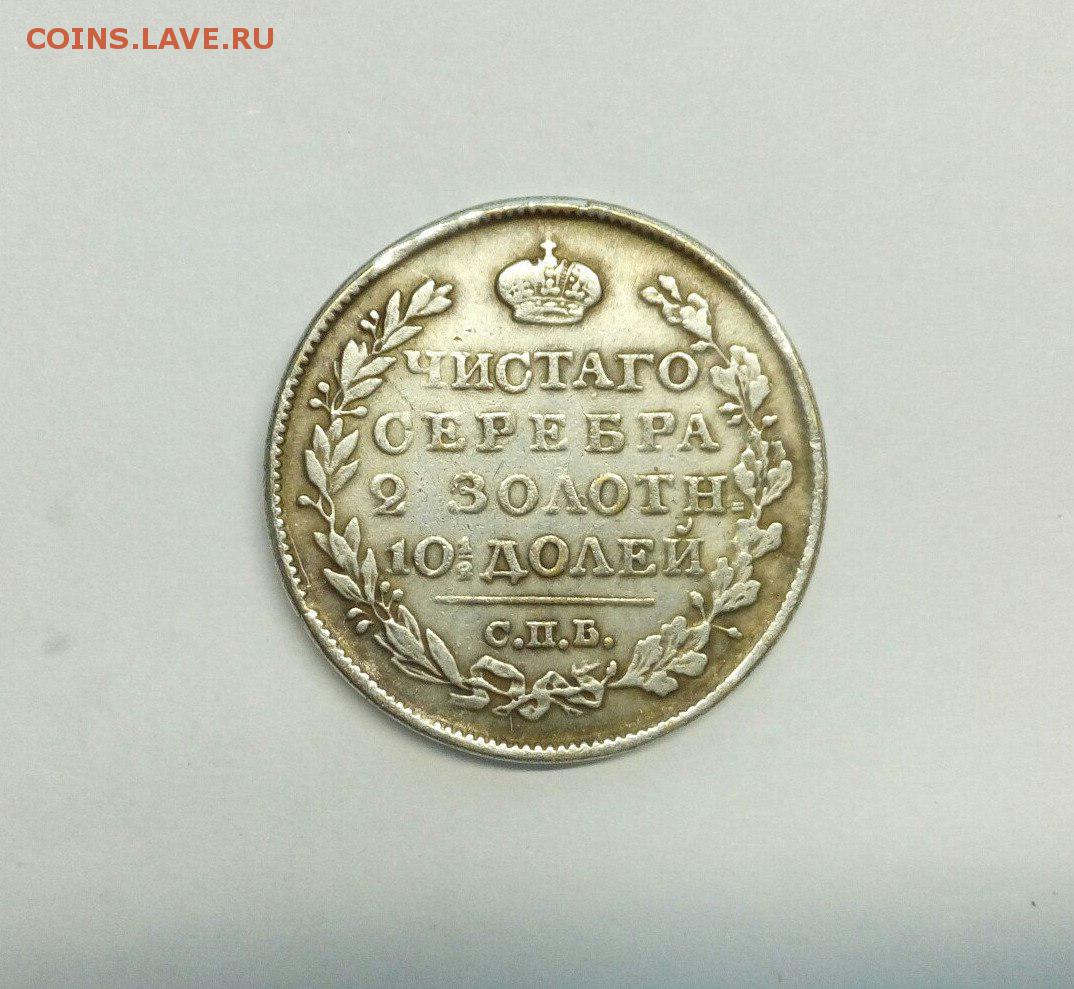 COINS.LAVE.RU
ЧИСТАГО
СЕРЕБРА
2 ЗОЛОТН=
10½ ДОЛЕЙ
С.П.Б.